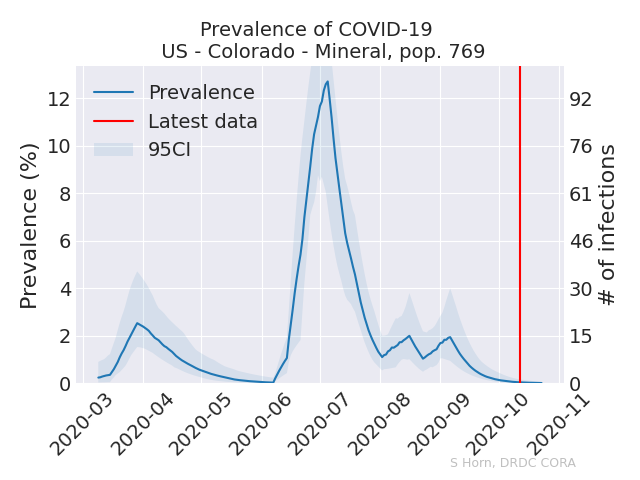 Prevalence of COVID-19
US - Colorado - Mineral, pop. 769
Prevalence
Latest data
95CI
Prevalence (%)
12
10
8
6
4
2
0
92
76
61
46
30
15
0
# of infections
2020-03
2020-04
2020-05
2020-06
2020-07
2020-08
2020-09
2020-10
2020-11
S Horn, DRDC CORA